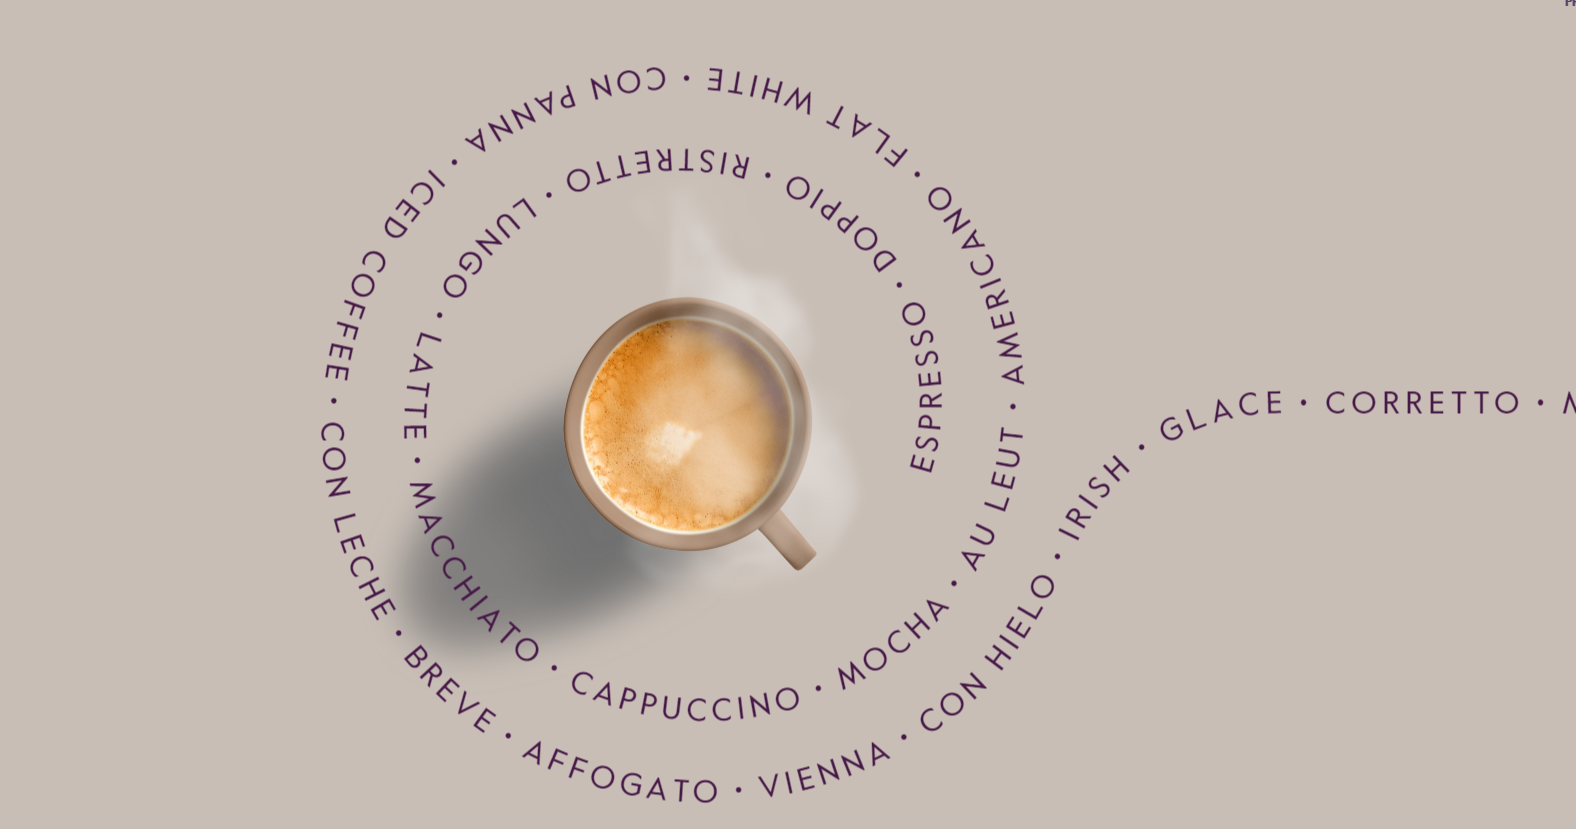 ESPRESSO • DOPPIO • RISTRETTO • LUNGO • LATTE • MACCHIATO • CAPPUCCINO • MOCHA • AU LEUT • AMERICANO • FLAT WHITE • CON PANNA • ICED COFFEE • CON LECHE • BREVE • AFFOGATO • VIENNA • CON HIELO • IRISH • GLACE • CORRETTO •